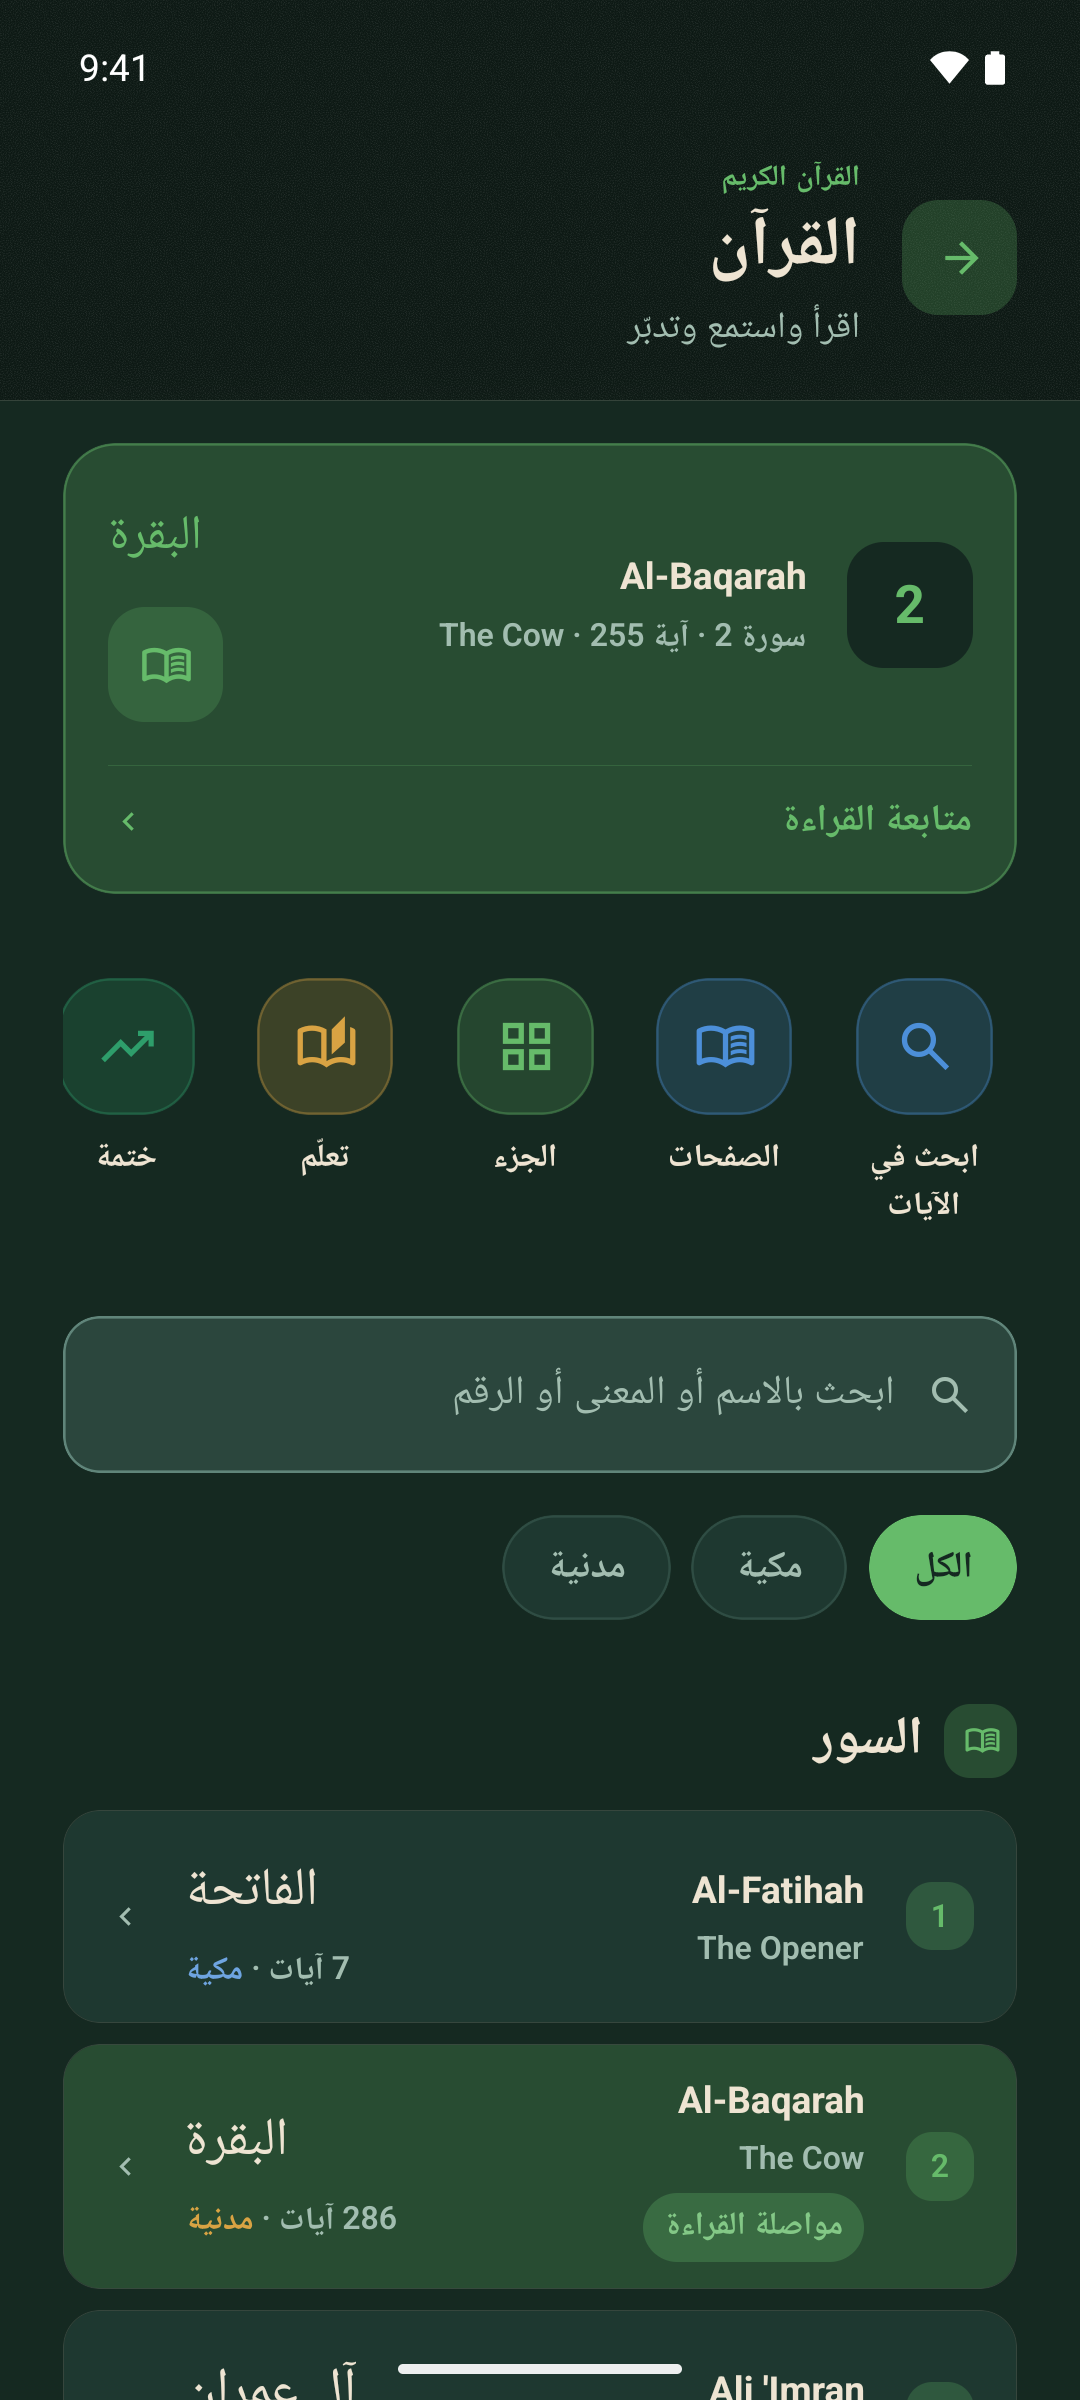 9:41
القرآن الكريم
القرآن
اقرأ واستمع وتدبّر
2
Al-Baqarah
سورة 2 · آية 255 · The Cow
البقرة
متابعة القراءة
ابحث في الآيات
الصفحات
الجزء
تعلّم
ختمة
ابحث بالاسم أو المعنى أو الرقم
الكل
مكية
مدنية
السور
1
Al-Fatihah
The Opener
الفاتحة
7 آيات · مكية
2
Al-Baqarah
The Cow
مواصلة القراءة
البقرة
286 آيات · مدنية
Ali 'Imran
آل عمران